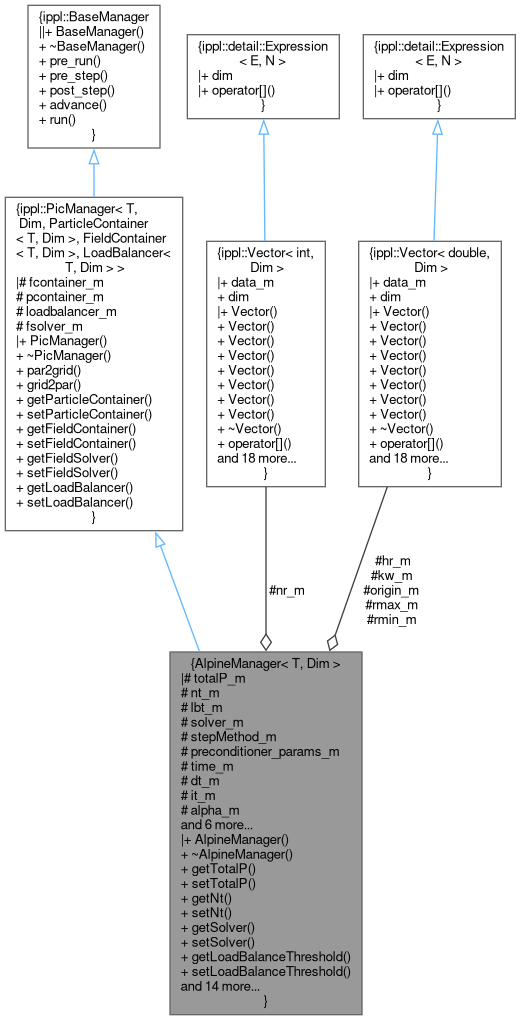 {ippl::BaseManager
||+ BaseManager()
+ ~BaseManager()
+ pre_run()
+ pre_step()
+ post_step()
+ advance()
+ run()
}
{ippl::detail::Expression
< E, N >
|+ dim
|+ operator[]()
}
{ippl::detail::Expression
< E, N >
|+ dim
|+ operator[]()
}
{ippl::PicManager< T,
Dim, ParticleContainer
< T, Dim >, FieldContainer
< T, Dim >, LoadBalancer<
T, Dim > >
|# fcontainer_m
# pcontainer_m
# loadbalancer_m
# fsolver_m
|+ PicManager()
+ ~PicManager()
+ par2grid()
+ grid2par()
+ getParticleContainer()
+ setParticleContainer()
+ getFieldContainer()
+ setFieldContainer()
+ getFieldSolver()
+ setFieldSolver()
+ getLoadBalancer()
+ setLoadBalancer()
}
{ippl::Vector< int,
Dim >
|+ data_m
+ dim
|+ Vector()
+ Vector()
+ Vector()
+ Vector()
+ Vector()
+ Vector()
+ Vector()
+ Vector()
+ ~Vector()
+ operator[]()
and 18 more...
}
{ippl::Vector< double,
Dim >
|+ data_m
+ dim
|+ Vector()
+ Vector()
+ Vector()
+ Vector()
+ Vector()
+ Vector()
+ Vector()
+ Vector()
+ ~Vector()
+ operator[]()
and 18 more...
}
#nr_m
#hr_m
#kw_m
#origin_m
#rmax_m
#rmin_m
{AlpineManager< T, Dim >
|# totalP_m
# nt_m
# lbt_m
# solver_m
# stepMethod_m
# preconditioner_params_m
# time_m
# dt_m
# it_m
# alpha_m
and 6 more...
|+ AlpineManager()
+ ~AlpineManager()
+ getTotalP()
+ setTotalP()
+ getNt()
+ setNt()
+ getSolver()
+ setSolver()
+ getLoadBalanceThreshold()
+ setLoadBalanceThreshold()
and 14 more...
}